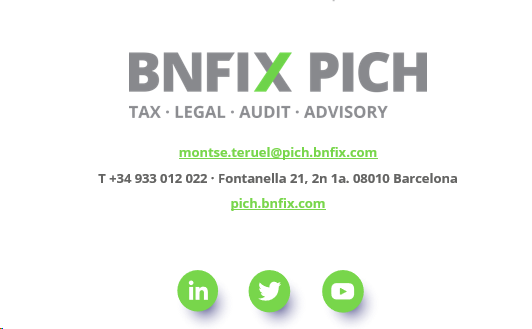 BNFIX PICH
TAX · LEGAL · AUDIT · ADVISORY
montse.teruel@pich.bnfix.com
T +34 933 012 022 · Fontanella 21, 2n 1a. 08010 Barcelona
pich.bnfix.com
in